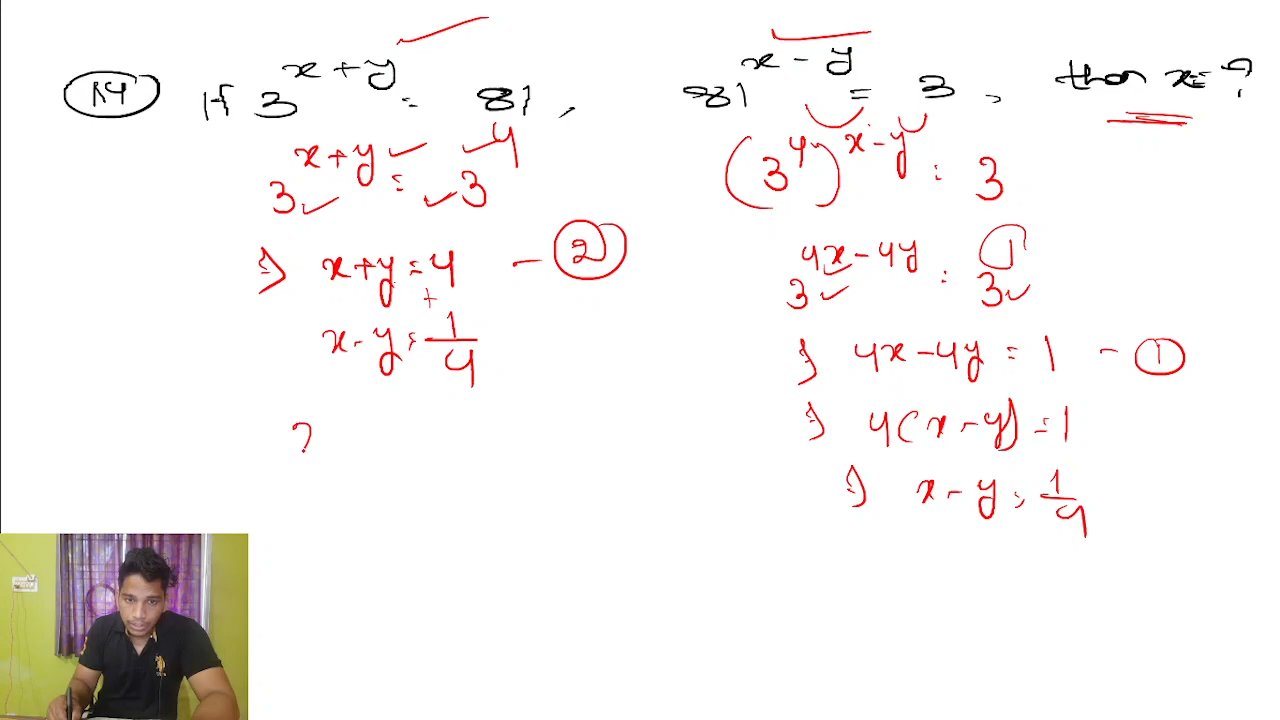 14 If 3^{x+y} = 81, 81^{x-y} = 3, then x = ?
3^{x+y} = 3^4
⇒ x+y = 4 — 2
+
x-y = 1/4
2
(3^4)^{x-y} = 3
3^{4x-4y} = 3^1
⇒ 4x-4y = 1 — 1
⇒ 4(x-y) = 1
⇒ x-y = 1/4